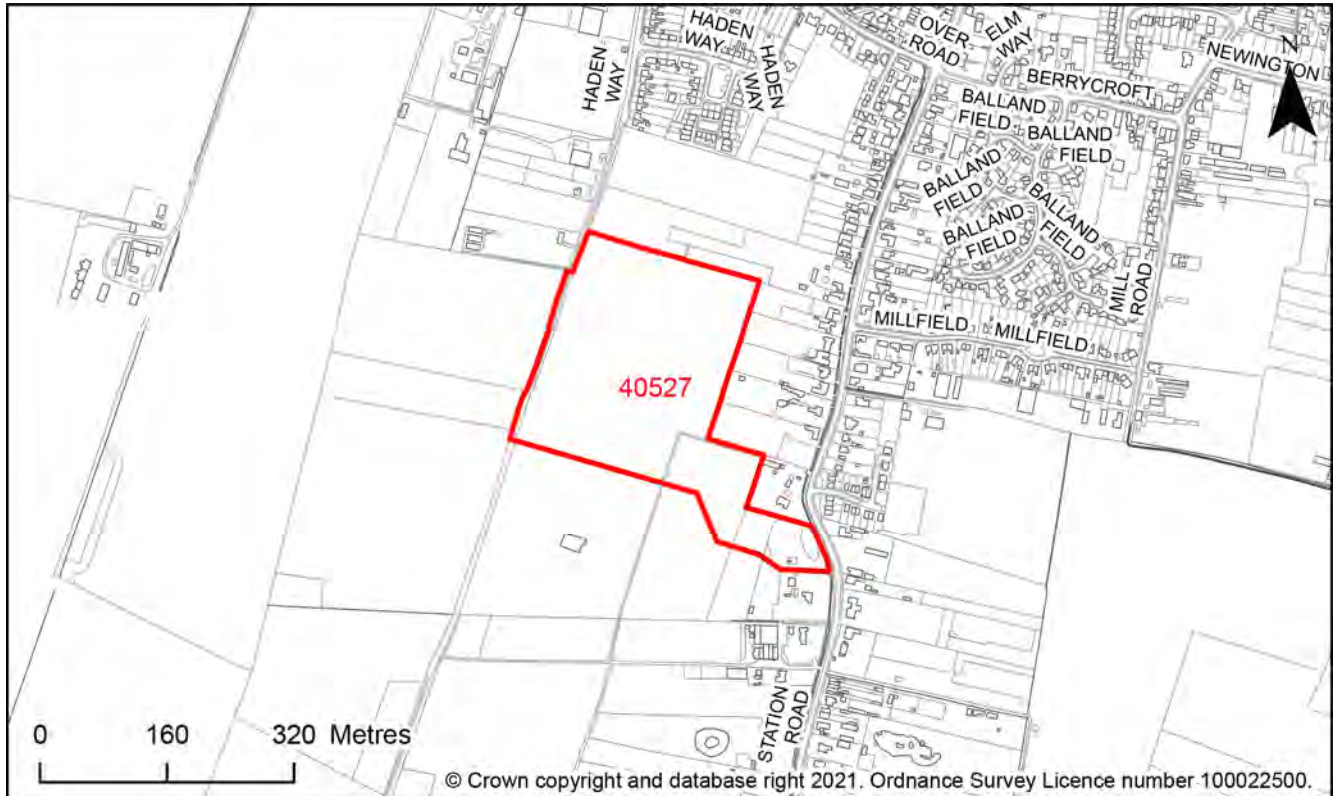 HADEN
WAY
HADEN
WAY
HADEN
WAY
OVER
ROAD
ELM
WAY
N
NEWINGTON
BERRYCROFT
BALLAND
FIELD
BALLAND
FIELD
BALLAND
FIELD
BALLAND
FIELD
BALLAND
FIELD
MILL
ROAD
MILLFIELD MILLFIELD
40527
STATION
ROAD
0 160 320 Metres
© Crown copyright and database right 2021. Ordnance Survey Licence number 100022500.